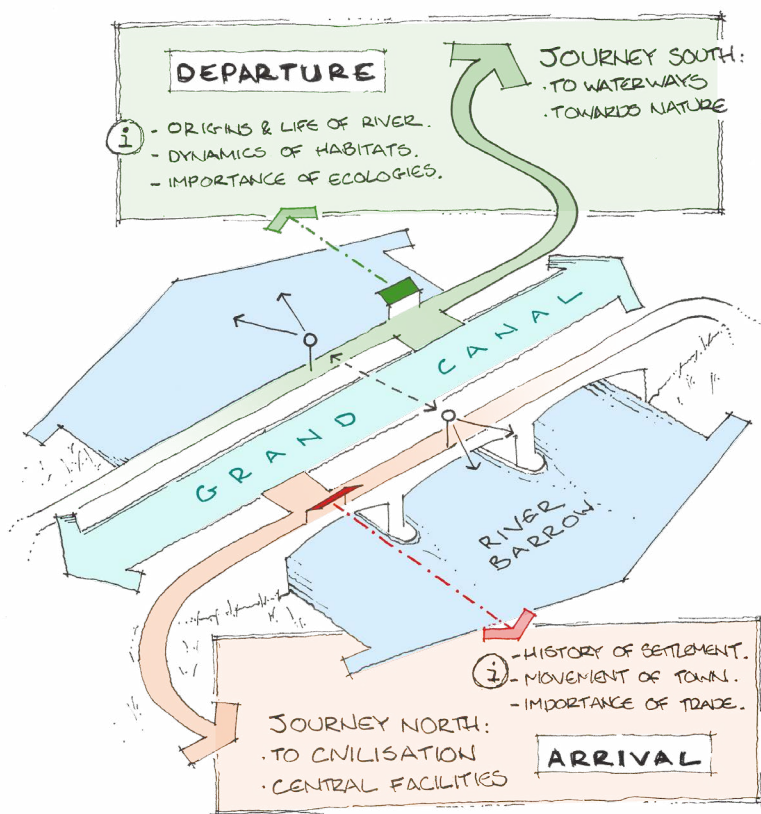 DEPARTURE
JOURNEY SOUTH:
· TO WATERWAYS
· TOWARDS NATURE
i
- ORIGINS & LIFE OF RIVER.
- DYNAMICS OF HABITATS.
- IMPORTANCE OF ECOLOGIES.
GRAND CANAL
RIVER
BARROW
i
- HISTORY OF SETLEMENT.
- MOVEMENT OF TOWN.
- IMPORTANCE OF TRADE.
JOURNEY NORTH:
· TO CIVILISATION
· CENTRAL FACILITIES
ARRIVAL